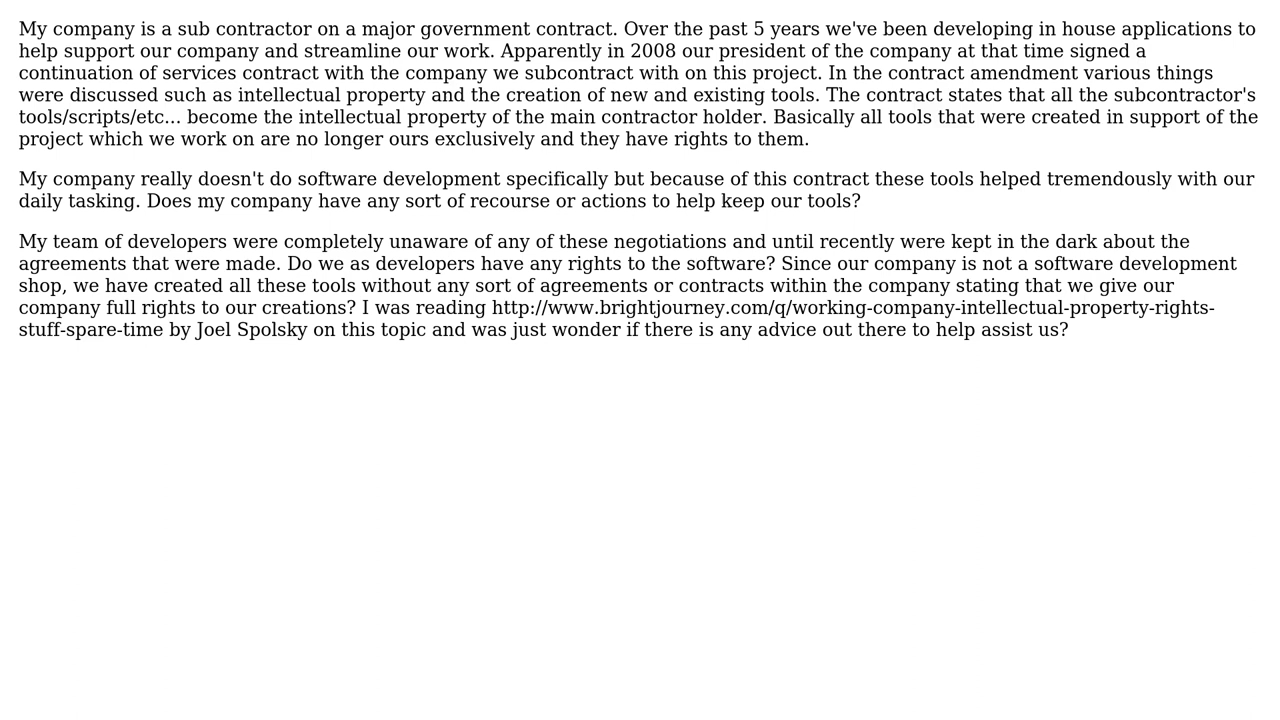 My company is a sub contractor on a major government contract. Over the past 5 years we've been developing in house applications to
help support our company and streamline our work. Apparently in 2008 our president of the company at that time signed a
continuation of services contract with the company we subcontract with on this project. In the contract amendment various things
were discussed such as intellectual property and the creation of new and existing tools. The contract states that all the subcontractor's
tools/scripts/etc... become the intellectual property of the main contractor holder. Basically all tools that were created in support of the
project which we work on are no longer ours exclusively and they have rights to them.
My company really doesn't do software development specifically but because of this contract these tools helped tremendously with our
daily tasking. Does my company have any sort of recourse or actions to help keep our tools?
My team of developers were completely unaware of any of these negotiations and until recently were kept in the dark about the
agreements that were made. Do we as developers have any rights to the software? Since our company is not a software development
shop, we have created all these tools without any sort of agreements or contracts within the company stating that we give our
company full rights to our creations? I was reading http://www.brightjourney.com/q/working-company-intellectual-property-rights-
stuff-spare-time by Joel Spolsky on this topic and was just wonder if there is any advice out there to help assist us?